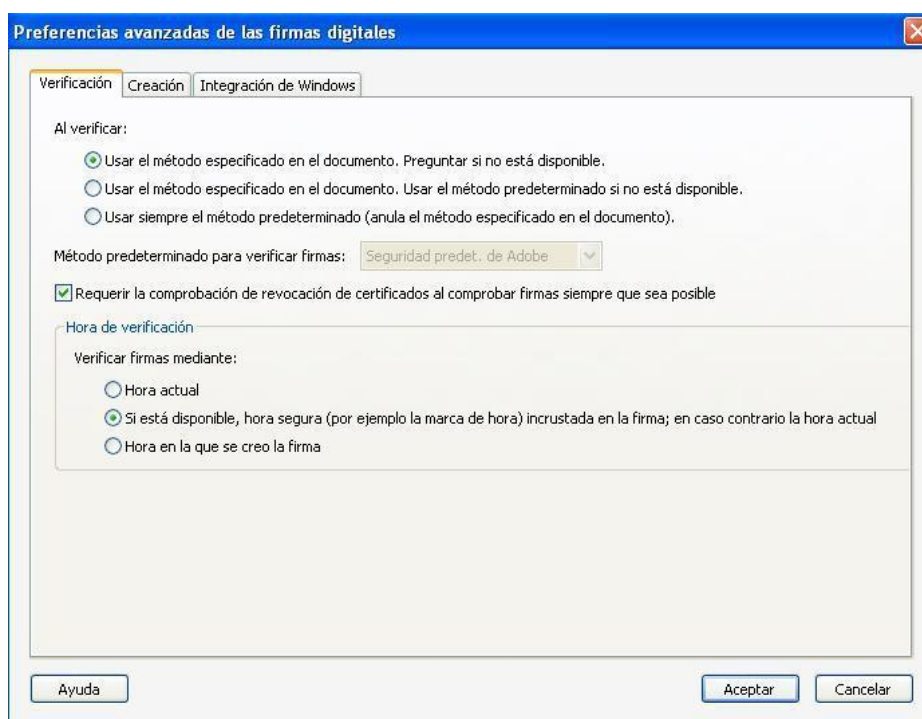 Preferencias avanzadas de las firmas digitales
Verificación Creación Integración de Windows
Al verificar:
Usar el método especificado en el documento. Preguntar si no está disponible.
Usar el método especificado en el documento. Usar el método predeterminado si no está disponible.
Usar siempre el método predeterminado (anula el método especificado en el documento).
Método predeterminado para verificar firmas: Seguridad predet. de Adobe
Requerir la comprobación de revocación de certificados al comprobar firmas siempre que sea posible
Hora de verificación
Verificar firmas mediante:
Hora actual
Si está disponible, hora segura (por ejemplo la marca de hora) incrustada en la firma; en caso contrario la hora actual
Hora en la que se creo la firma
Ayuda Aceptar Cancelar